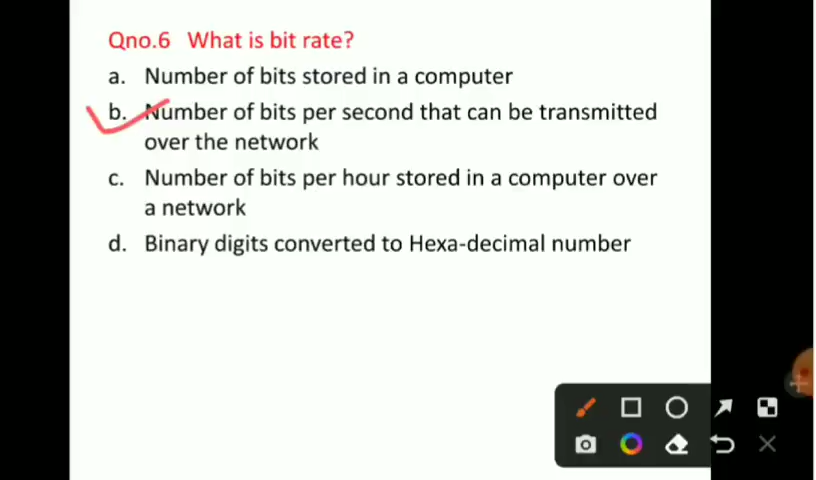 Qno.6 What is bit rate?
a. Number of bits stored in a computer
b. Number of bits per second that can be transmitted
over the network
c. Number of bits per hour stored in a computer over
a network
d. Binary digits converted to Hexa-decimal number